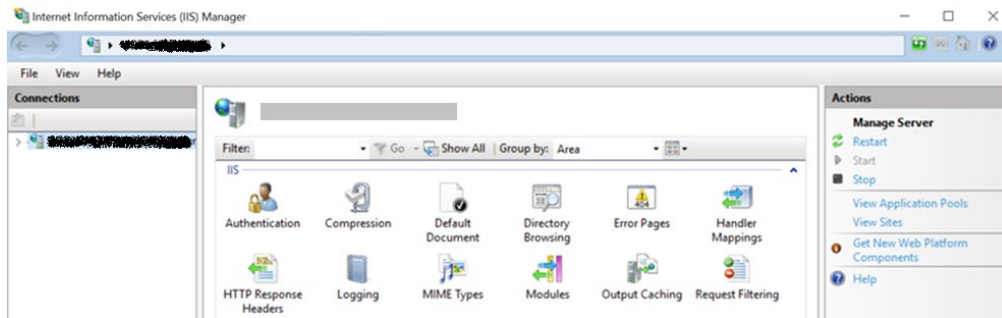 Internet Information Services (IIS) Manager
File View Help
Connections
Filter: Go Show All Group by: Area
IIS
Authentication Compression Default Document Directory Browsing Error Pages Handler Mappings
HTTP Response Headers Logging MIME Types Modules Output Caching Request Filtering
Actions
Manage Server
Restart
Start
Stop
View Application Pools
View Sites
Get New Web Platform
Components
Help